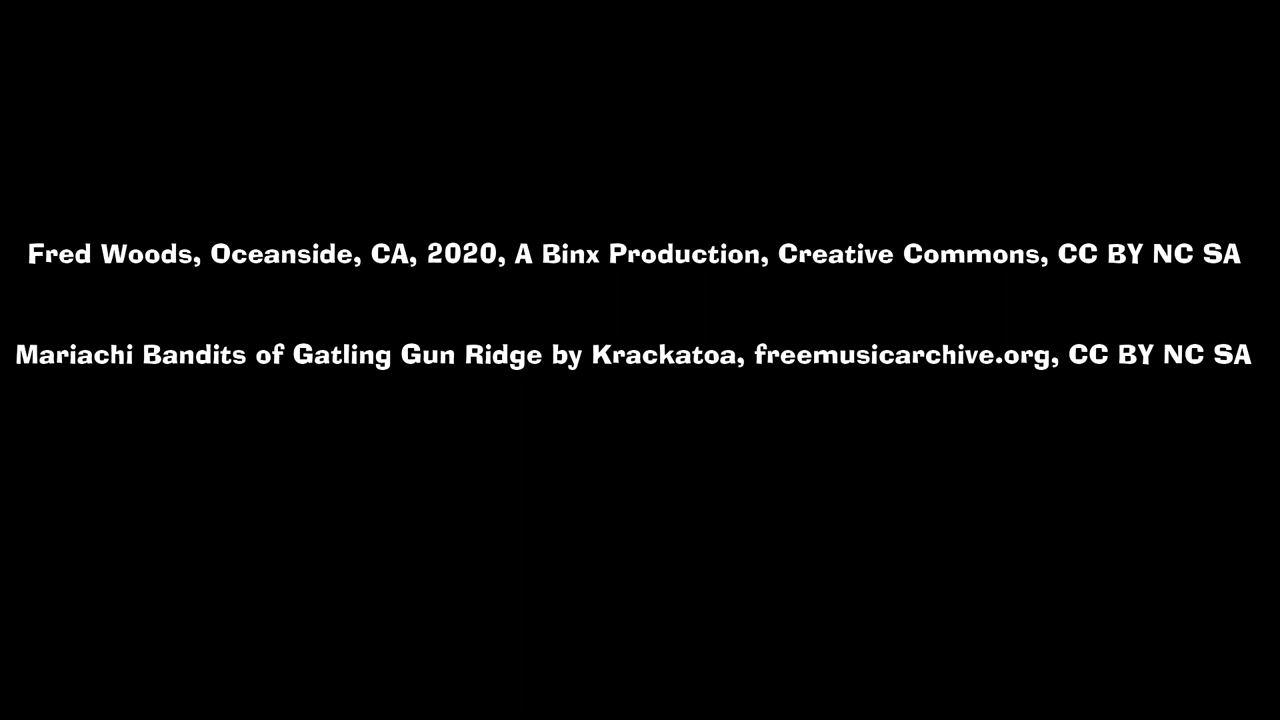 Fred Woods, Oceanside, CA, 2020, A Binx Production, Creative Commons, CC BY NC SA
Mariachi Bandits of Gatling Gun Ridge by Krackatoa, freemusicarchive.org, CC BY NC SA